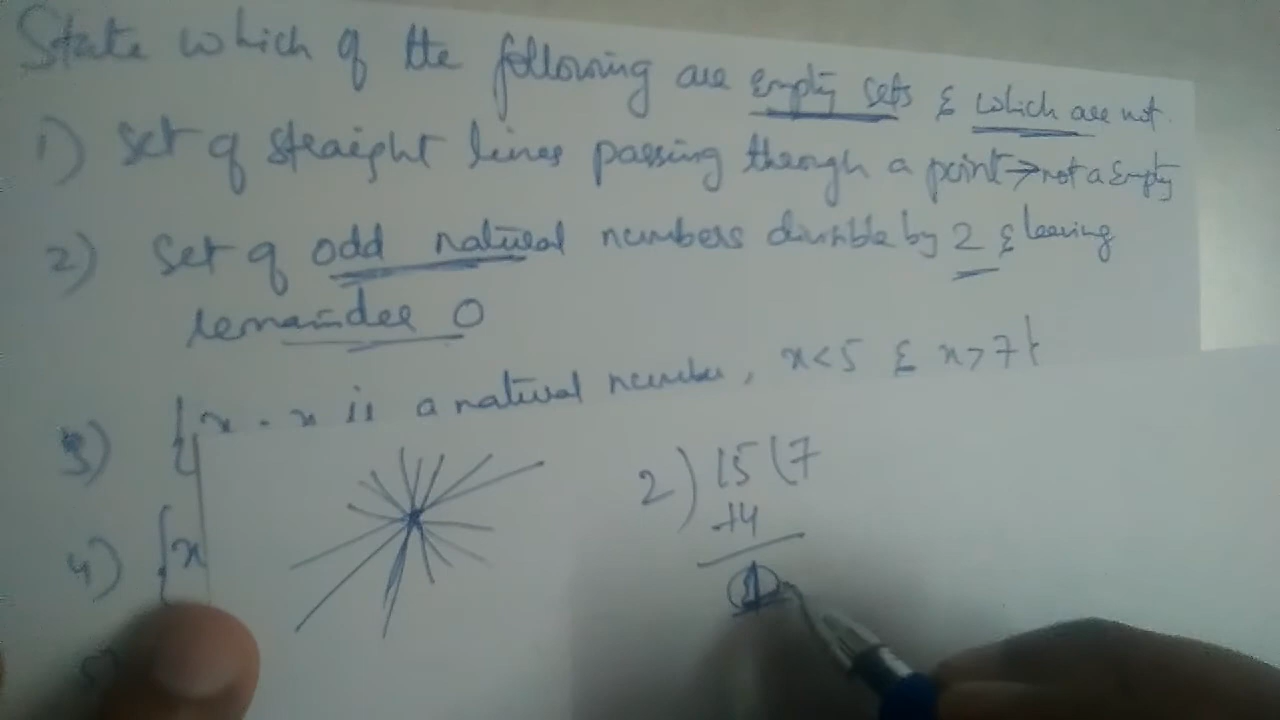 State which of the following are Empty sets & which are not.
1) Set of straight lines passing through a point → not a Empty
2) Set of odd natural numbers divisible by 2 & leaving
remainder 0
3) {x . x is a natural number, x<5 & x>7}
4) {x
2) 15 (7
14
1